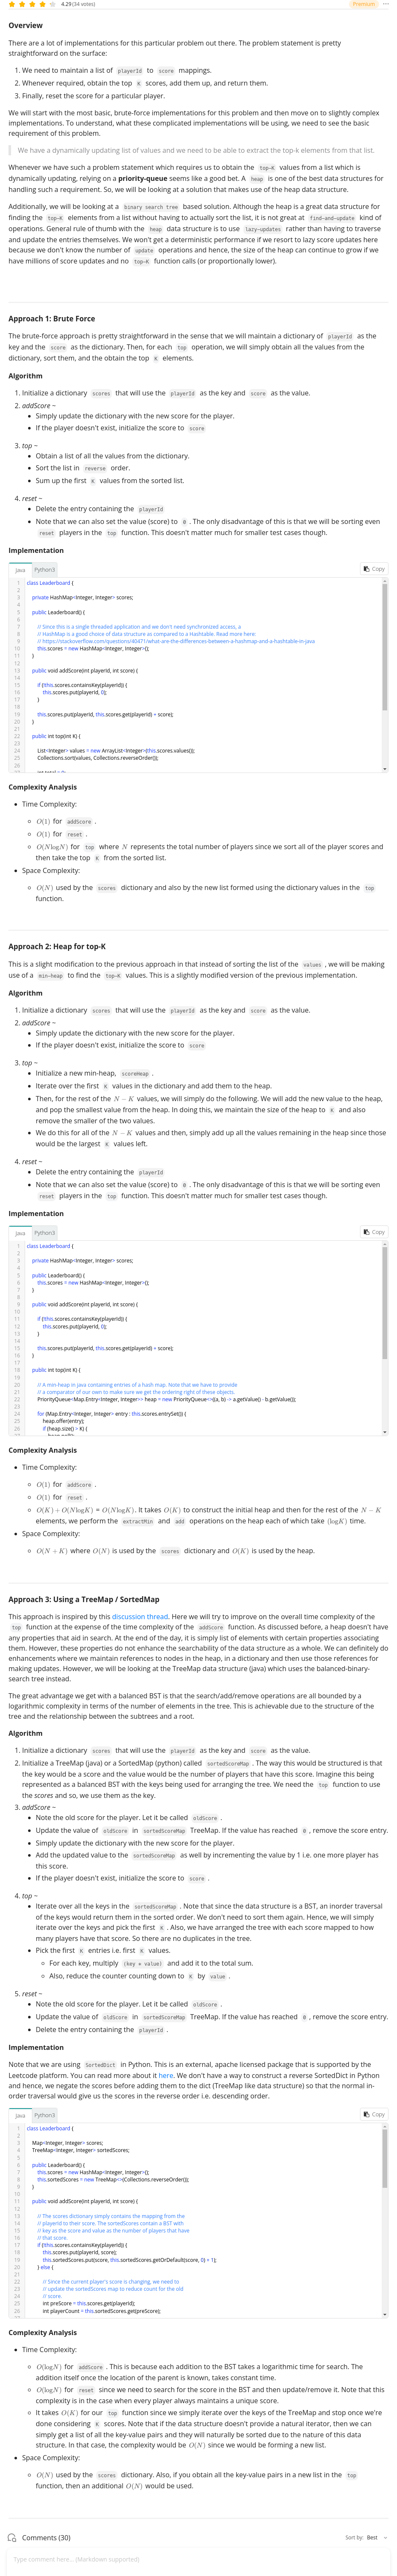 4.29 (34 votes)
Premium
Overview
There are a lot of implementations for this particular problem out there. The problem statement is pretty
straightforward on the surface:
1. We need to maintain a list of playerId to score mappings.
2. Whenever required, obtain the top K scores, add them up, and return them.
3. Finally, reset the score for a particular player.
We will start with the most basic, brute-force implementations for this problem and then move on to slightly complex
implementations. To understand, what these complicated implementations will give us, we need to see the basic
requirement of this problem.
We have a dynamically updating list of values and we need to be able to extract the top-k elements from that list.
Whenever we have such a problem statement which requires us to obtain the top-K values from a list which is
dynamically updating, relying on a priority-queue seems like a good bet. A heap is one of the best data structures for
handling such a requirement. So, we will be looking at a solution that makes use of the heap data structure.
Additionally, we will be looking at a binary search tree based solution. Although the heap is a great data structure for
finding the top-K elements from a list without having to actually sort the list, it is not great at find-and-update kind of
operations. General rule of thumb with the heap data structure is to use lazy-updates rather than having to traverse
and update the entries themselves. We won't get a deterministic performance if we resort to lazy score updates here
because we don't know the number of update operations and hence, the size of the heap can continue to grow if we
have millions of score updates and no top-K function calls (or proportionally lower).
Approach 1: Brute Force
The brute-force approach is pretty straightforward in the sense that we will maintain a dictionary of playerId as the
key and the score as the dictionary. Then, for each top operation, we will simply obtain all the values from the
dictionary, sort them, and the obtain the top K elements.
Algorithm
1. Initialize a dictionary scores that will use the playerId as the key and score as the value.
2. addScore ~
Simply update the dictionary with the new score for the player.
If the player doesn't exist, initialize the score to score
3. top ~
Obtain a list of all the values from the dictionary.
Sort the list in reverse order.
Sum up the first K values from the sorted list.
4. reset ~
Delete the entry containing the playerId
Note that we can also set the value (score) to 0 . The only disadvantage of this is that we will be sorting even
reset players in the top function. This doesn't matter much for smaller test cases though.
Implementation
Java Python3 Copy
1 class Leaderboard {
2
3 private HashMap<Integer, Integer> scores;
4
5 public Leaderboard() {
6
7 // Since this is a single threaded application and we don't need synchronized access, a
8 // HashMap is a good choice of data structure as compared to a Hashtable. Read more here:
9 // https://stackoverflow.com/questions/40471/what-are-the-differences-between-a-hashmap-and-a-hashtable-in-java
10 this.scores = new HashMap<Integer, Integer>();
11 }
12
13 public void addScore(int playerId, int score) {
14
15 if (!this.scores.containsKey(playerId)) {
16 this.scores.put(playerId, 0);
17 }
18
19 this.scores.put(playerId, this.scores.get(playerId) + score);
20 }
21
22 public int top(int K) {
23
24 List<Integer> values = new ArrayList<Integer>(this.scores.values());
25 Collections.sort(values, Collections.reverseOrder());
26
Complexity Analysis
Time Complexity:
O(1) for addScore .
O(1) for reset .
O(NlogN) for top where N represents the total number of players since we sort all of the player scores and
then take the top K from the sorted list.
Space Complexity:
O(N) used by the scores dictionary and also by the new list formed using the dictionary values in the top
function.
Approach 2: Heap for top-K
This is a slight modification to the previous approach in that instead of sorting the list of the values , we will be making
use of a min-heap to find the top-K values. This is a slightly modified version of the previous implementation.
Algorithm
1. Initialize a dictionary scores that will use the playerId as the key and score as the value.
2. addScore ~
Simply update the dictionary with the new score for the player.
If the player doesn't exist, initialize the score to score
3. top ~
Initialize a new min-heap, scoreHeap .
Iterate over the first K values in the dictionary and add them to the heap.
Then, for the rest of the N − K values, we will simply do the following. We will add the new value to the heap,
and pop the smallest value from the heap. In doing this, we maintain the size of the heap to K and also
remove the smaller of the two values.
We do this for all of the N − K values and then, simply add up all the values remaining in the heap since those
would be the largest K values left.
4. reset ~
Delete the entry containing the playerId
Note that we can also set the value (score) to 0 . The only disadvantage of this is that we will be sorting even
reset players in the top function. This doesn't matter much for smaller test cases though.
Implementation
Java Python3 Copy
1 class Leaderboard {
2
3 private HashMap<Integer, Integer> scores;
4
5 public Leaderboard() {
6 this.scores = new HashMap<Integer, Integer>();
7 }
8
9 public void addScore(int playerId, int score) {
10
11 if (!this.scores.containsKey(playerId)) {
12 this.scores.put(playerId, 0);
13 }
14
15 this.scores.put(playerId, this.scores.get(playerId) + score);
16 }
17
18 public int top(int K) {
19
20 // A min-heap in java containing entries of a hash map. Note that we have to provide
21 // a comparator of our own to make sure we get the ordering right of these objects.
22 PriorityQueue<Map.Entry<Integer, Integer>> heap = new PriorityQueue<>((a, b) -> a.getValue() - b.getValue());
23
24 for (Map.Entry<Integer, Integer> entry : this.scores.entrySet()) {
25 heap.offer(entry);
26 if (heap.size() > K) {
Complexity Analysis
Time Complexity:
O(1) for addScore .
O(1) for reset .
O(K) + O(NlogK) = O(NlogK). It takes O(K) to construct the initial heap and then for the rest of the N − K
elements, we perform the extractMin and add operations on the heap each of which take (logK) time.
Space Complexity:
O(N + K) where O(N) is used by the scores dictionary and O(K) is used by the heap.
Approach 3: Using a TreeMap / SortedMap
This approach is inspired by this discussion thread. Here we will try to improve on the overall time complexity of the
top function at the expense of the time complexity of the addScore function. As discussed before, a heap doesn't have
any properties that aid in search. At the end of the day, it is simply list of elements with certain properties associating
them. However, these properties do not enhance the searchability of the data structure as a whole. We can definitely do
enhancements where we maintain references to nodes in the heap, in a dictionary and then use those references for
making updates. However, we will be looking at the TreeMap data structure (java) which uses the balanced-binary-
search tree instead.
The great advantage we get with a balanced BST is that the search/add/remove operations are all bounded by a
logarithmic complexity in terms of the number of elements in the tree. This is achievable due to the structure of the
tree and the relationship between the subtrees and a root.
Algorithm
1. Initialize a dictionary scores that will use the playerId as the key and score as the value.
2. Initialize a TreeMap (java) or a SortedMap (python) called sortedScoreMap . The way this would be structured is that
the key would be a score and the value would be the number of players that have this score. Imagine this being
represented as a balanced BST with the keys being used for arranging the tree. We need the top function to use
the scores and so, we use them as the key.
3. addScore ~
Note the old score for the player. Let it be called oldScore .
Update the value of oldScore in sortedScoreMap TreeMap. If the value has reached 0 , remove the score entry.
Simply update the dictionary with the new score for the player.
Add the updated value to the sortedScoreMap as well by incrementing the value by 1 i.e. one more player has
this score.
If the player doesn't exist, initialize the score to score .
4. top ~
Iterate over all the keys in the sortedScoreMap . Note that since the data structure is a BST, an inorder traversal
of the keys would return them in the sorted order. We don't need to sort them again. Hence, we will simply
iterate over the keys and pick the first K . Also, we have arranged the tree with each score mapped to how
many players have that score. So there are no duplicates in the tree.
Pick the first K entries i.e. first K values.
For each key, multiply (key × value) and add it to the total sum.
Also, reduce the counter counting down to K by value .
5. reset ~
Note the old score for the player. Let it be called oldScore .
Update the value of oldScore in sortedScoreMap TreeMap. If the value has reached 0 , remove the score entry.
Delete the entry containing the playerId .
Implementation
Note that we are using SortedDict in Python. This is an external, apache licensed package that is supported by the
Leetcode platform. You can read more about it here. We don't have a way to construct a reverse SortedDict in Python
and hence, we negate the scores before adding them to the dict (TreeMap like data structure) so that the normal in-
order traversal would give us the scores in the reverse order i.e. descending order.
Java Python3 Copy
1 class Leaderboard {
2
3 Map<Integer, Integer> scores;
4 TreeMap<Integer, Integer> sortedScores;
5
6 public Leaderboard() {
7 this.scores = new HashMap<Integer, Integer>();
8 this.sortedScores = new TreeMap<>(Collections.reverseOrder());
9 }
10
11 public void addScore(int playerId, int score) {
12
13 // The scores dictionary simply contains the mapping from the
14 // playerId to their score. The sortedScores contain a BST with
15 // key as the score and value as the number of players that have
16 // that score.
17 if (!this.scores.containsKey(playerId)) {
18 this.scores.put(playerId, score);
19 this.sortedScores.put(score, this.sortedScores.getOrDefault(score, 0) + 1);
20 } else {
21
22 // Since the current player's score is changing, we need to
23 // update the sortedScores map to reduce count for the old
24 // score.
25 int preScore = this.scores.get(playerId);
26 int playerCount = this.sortedScores.get(preScore);
Complexity Analysis
Time Complexity:
O(logN) for addScore . This is because each addition to the BST takes a logarithmic time for search. The
addition itself once the location of the parent is known, takes constant time.
O(logN) for reset since we need to search for the score in the BST and then update/remove it. Note that this
complexity is in the case when every player always maintains a unique score.
It takes O(K) for our top function since we simply iterate over the keys of the TreeMap and stop once we're
done considering K scores. Note that if the data structure doesn't provide a natural iterator, then we can
simply get a list of all the key-value pairs and they will naturally be sorted due to the nature of this data
structure. In that case, the complexity would be O(N) since we would be forming a new list.
Space Complexity:
O(N) used by the scores dictionary. Also, if you obtain all the key-value pairs in a new list in the top
function, then an additional O(N) would be used.
Comments (30)
Sort by: Best
Type comment here... (Markdown supported)